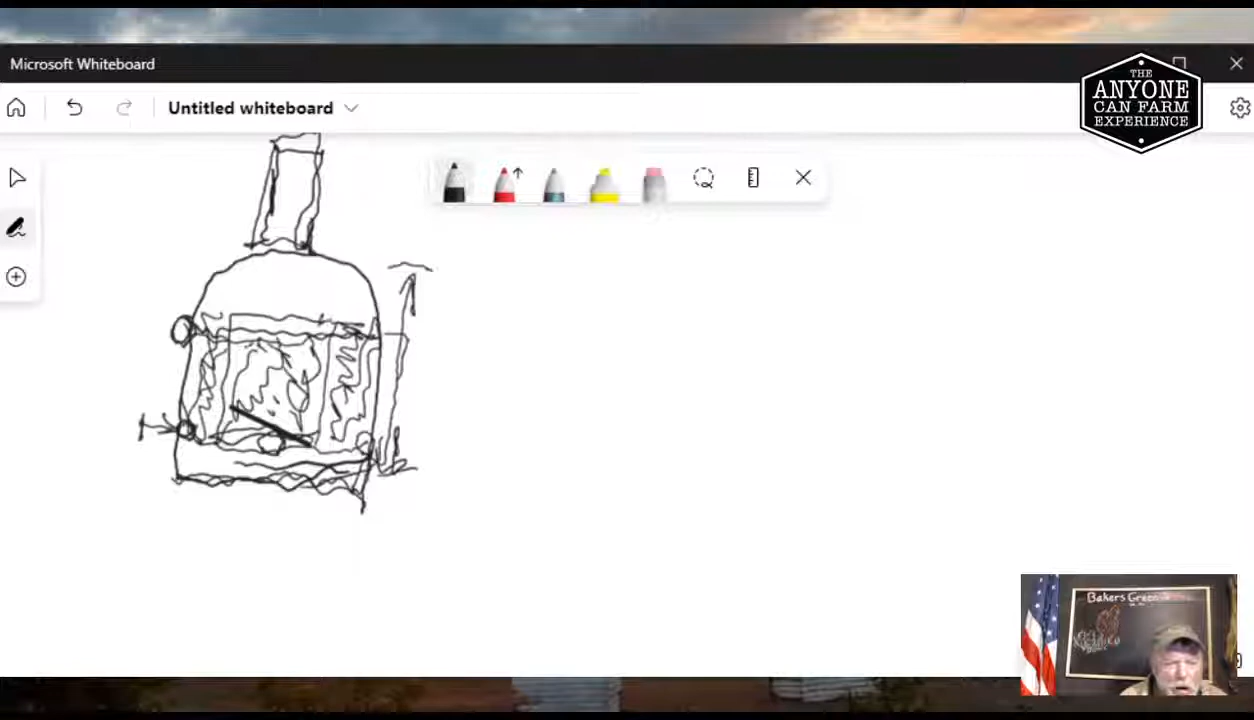 Microsoft Whiteboard
THE
ANYONE
CAN FARM
EXPERIENCE
Untitled whiteboard
Bakers Green